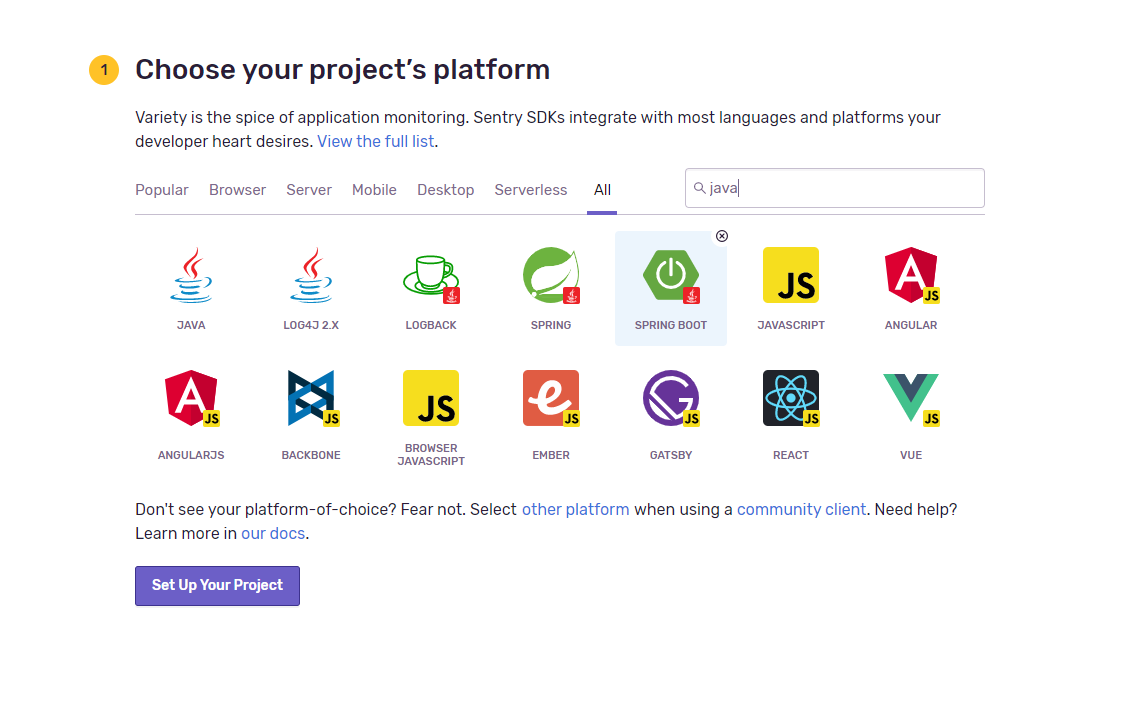 1
Choose your project’s platform
Variety is the spice of application monitoring. Sentry SDKs integrate with most languages and platforms your
developer heart desires. View the full list.
Popular Browser Server Mobile Desktop Serverless All java
JS JS
JAVA LOG4J 2.X LOGBACK SPRING SPRING BOOT JAVASCRIPT ANGULAR
JS JS JS JS JS JS JS
ANGULARJS BACKBONE BROWSER JAVASCRIPT EMBER GATSBY REACT VUE
Don't see your platform-of-choice? Fear not. Select other platform when using a community client. Need help?
Learn more in our docs.
Set Up Your Project